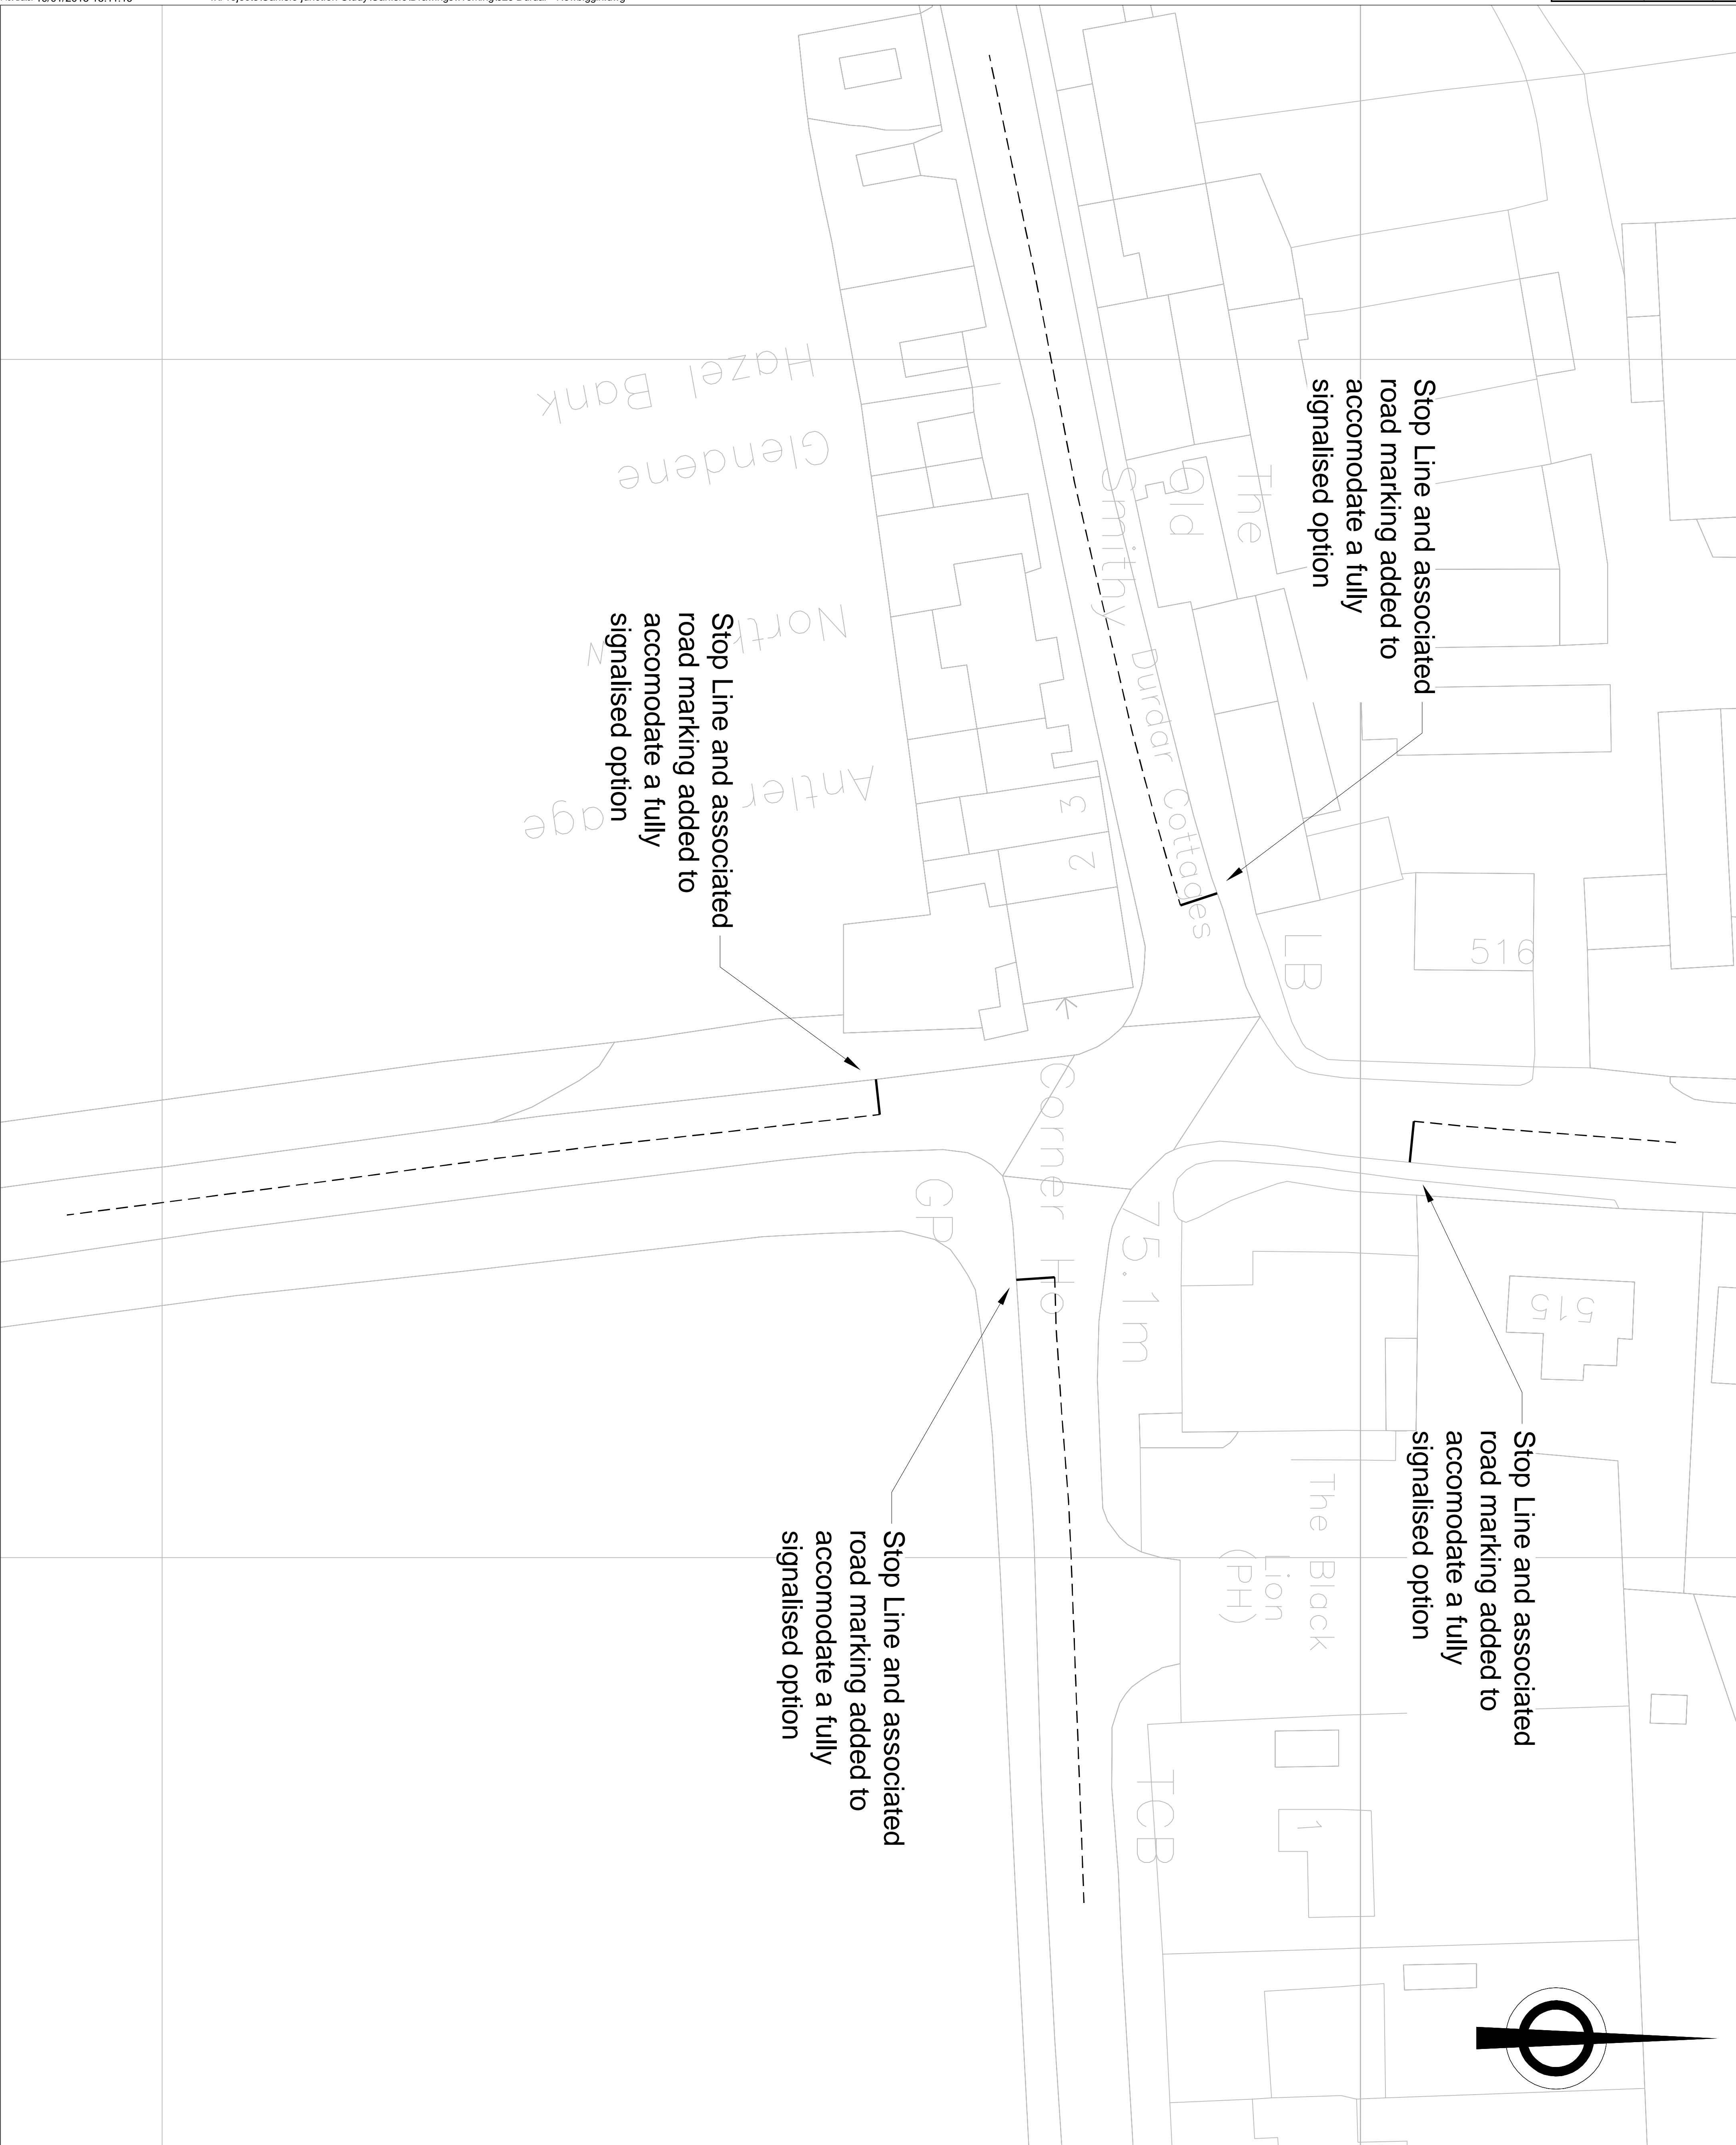 Stop Line and associated
road marking added to
accomodate a fully
signalised option
Stop Line and associated
road marking added to
accomodate a fully
signalised option
Stop Line and associated
road marking added to
accomodate a fully
signalised option
Stop Line and associated
road marking added to
accomodate a fully
signalised option
Hazel Bank
Glendene
Antler
The
Old
Smithy
Durdar Cottages
3
2
LB
516
515
Corner Ho
GP
75.1m
The Black
Lion
(PH)
TCB
1